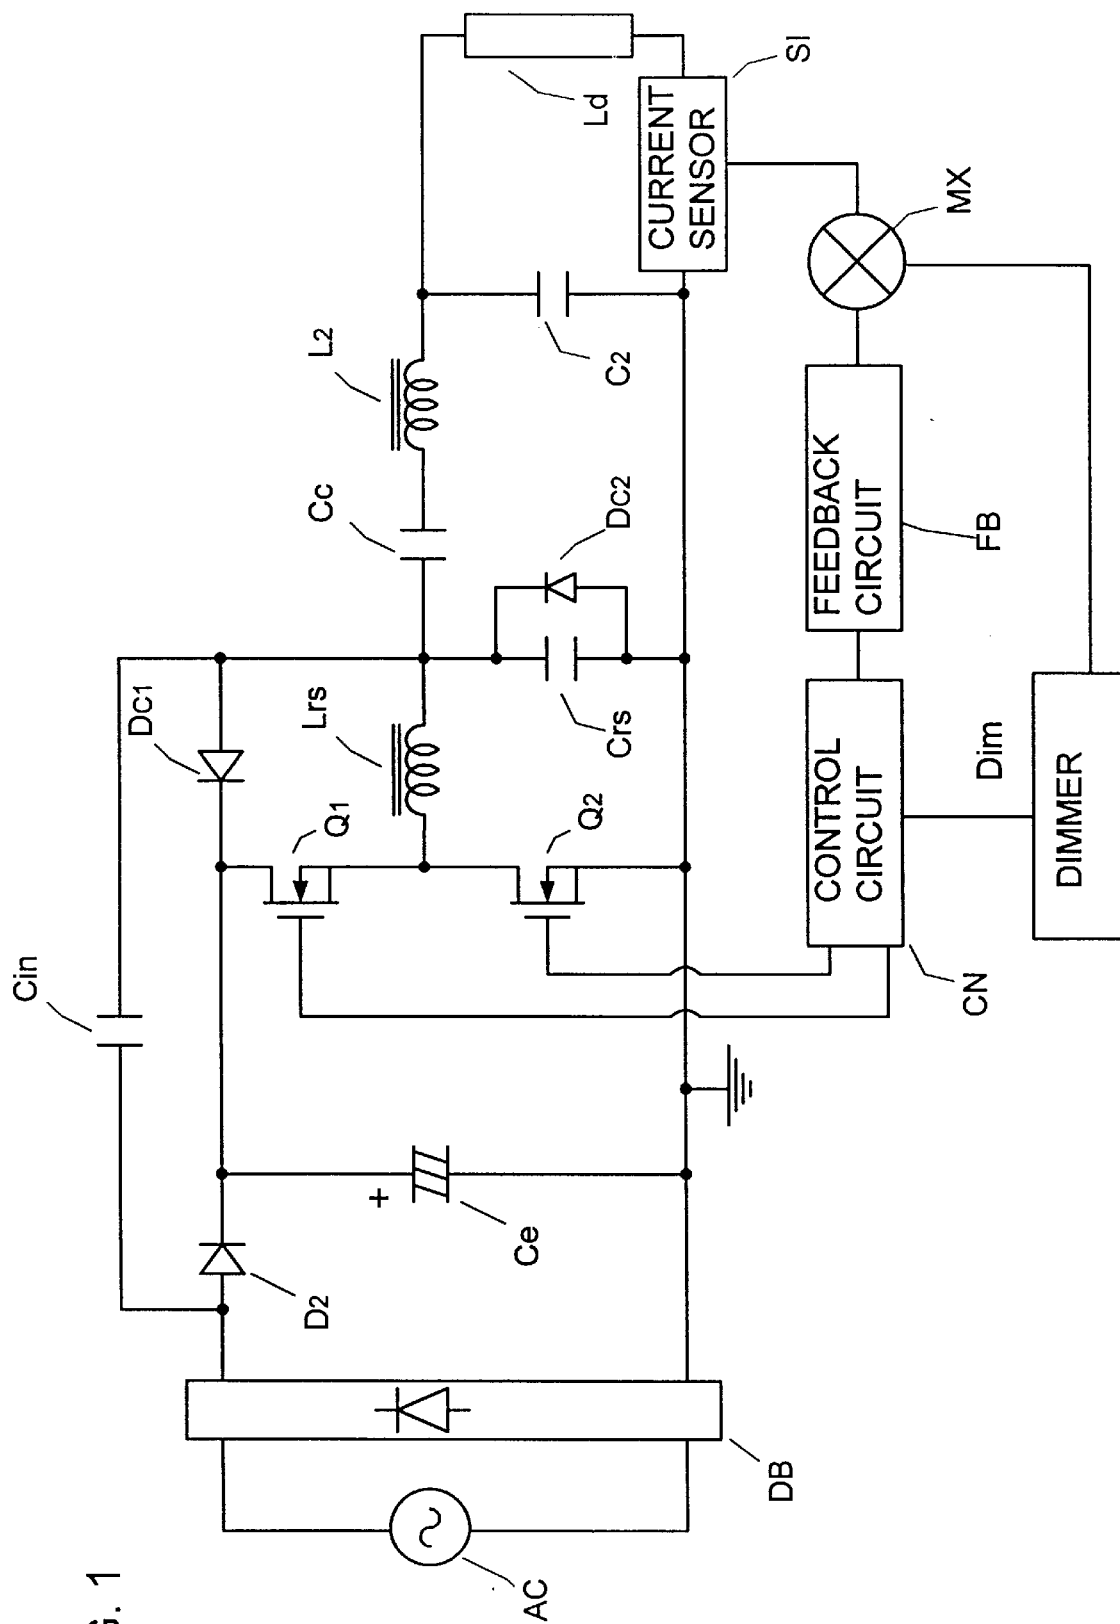 G. 1
AC
DB
D2
Cin
Ce
+
Dc1
Q1
Q2
Lrs
Crs
Dc2
Cc
L2
C2
Ld
SI
CURRENT
SENSOR
MX
FEEDBACK
CIRCUIT
FB
CONTROL
CIRCUIT
CN
Dim
DIMMER